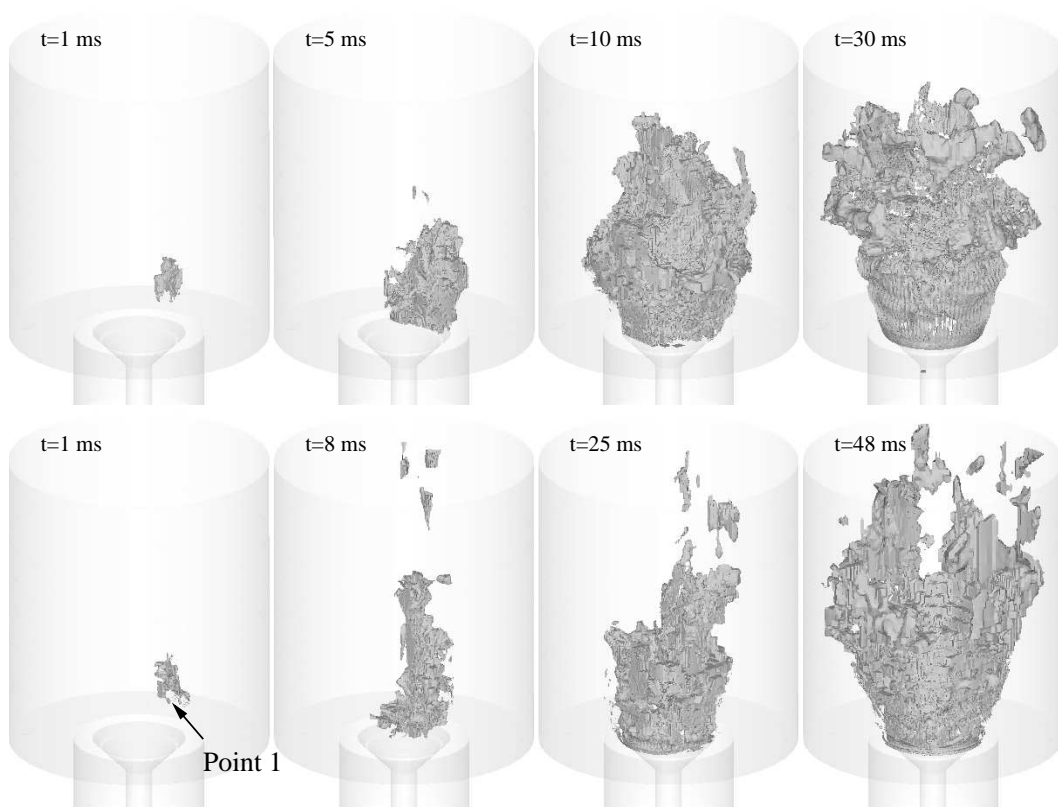 t=1 ms
t=5 ms
t=10 ms
t=30 ms
t=1 ms
t=8 ms
t=25 ms
t=48 ms
Point 1